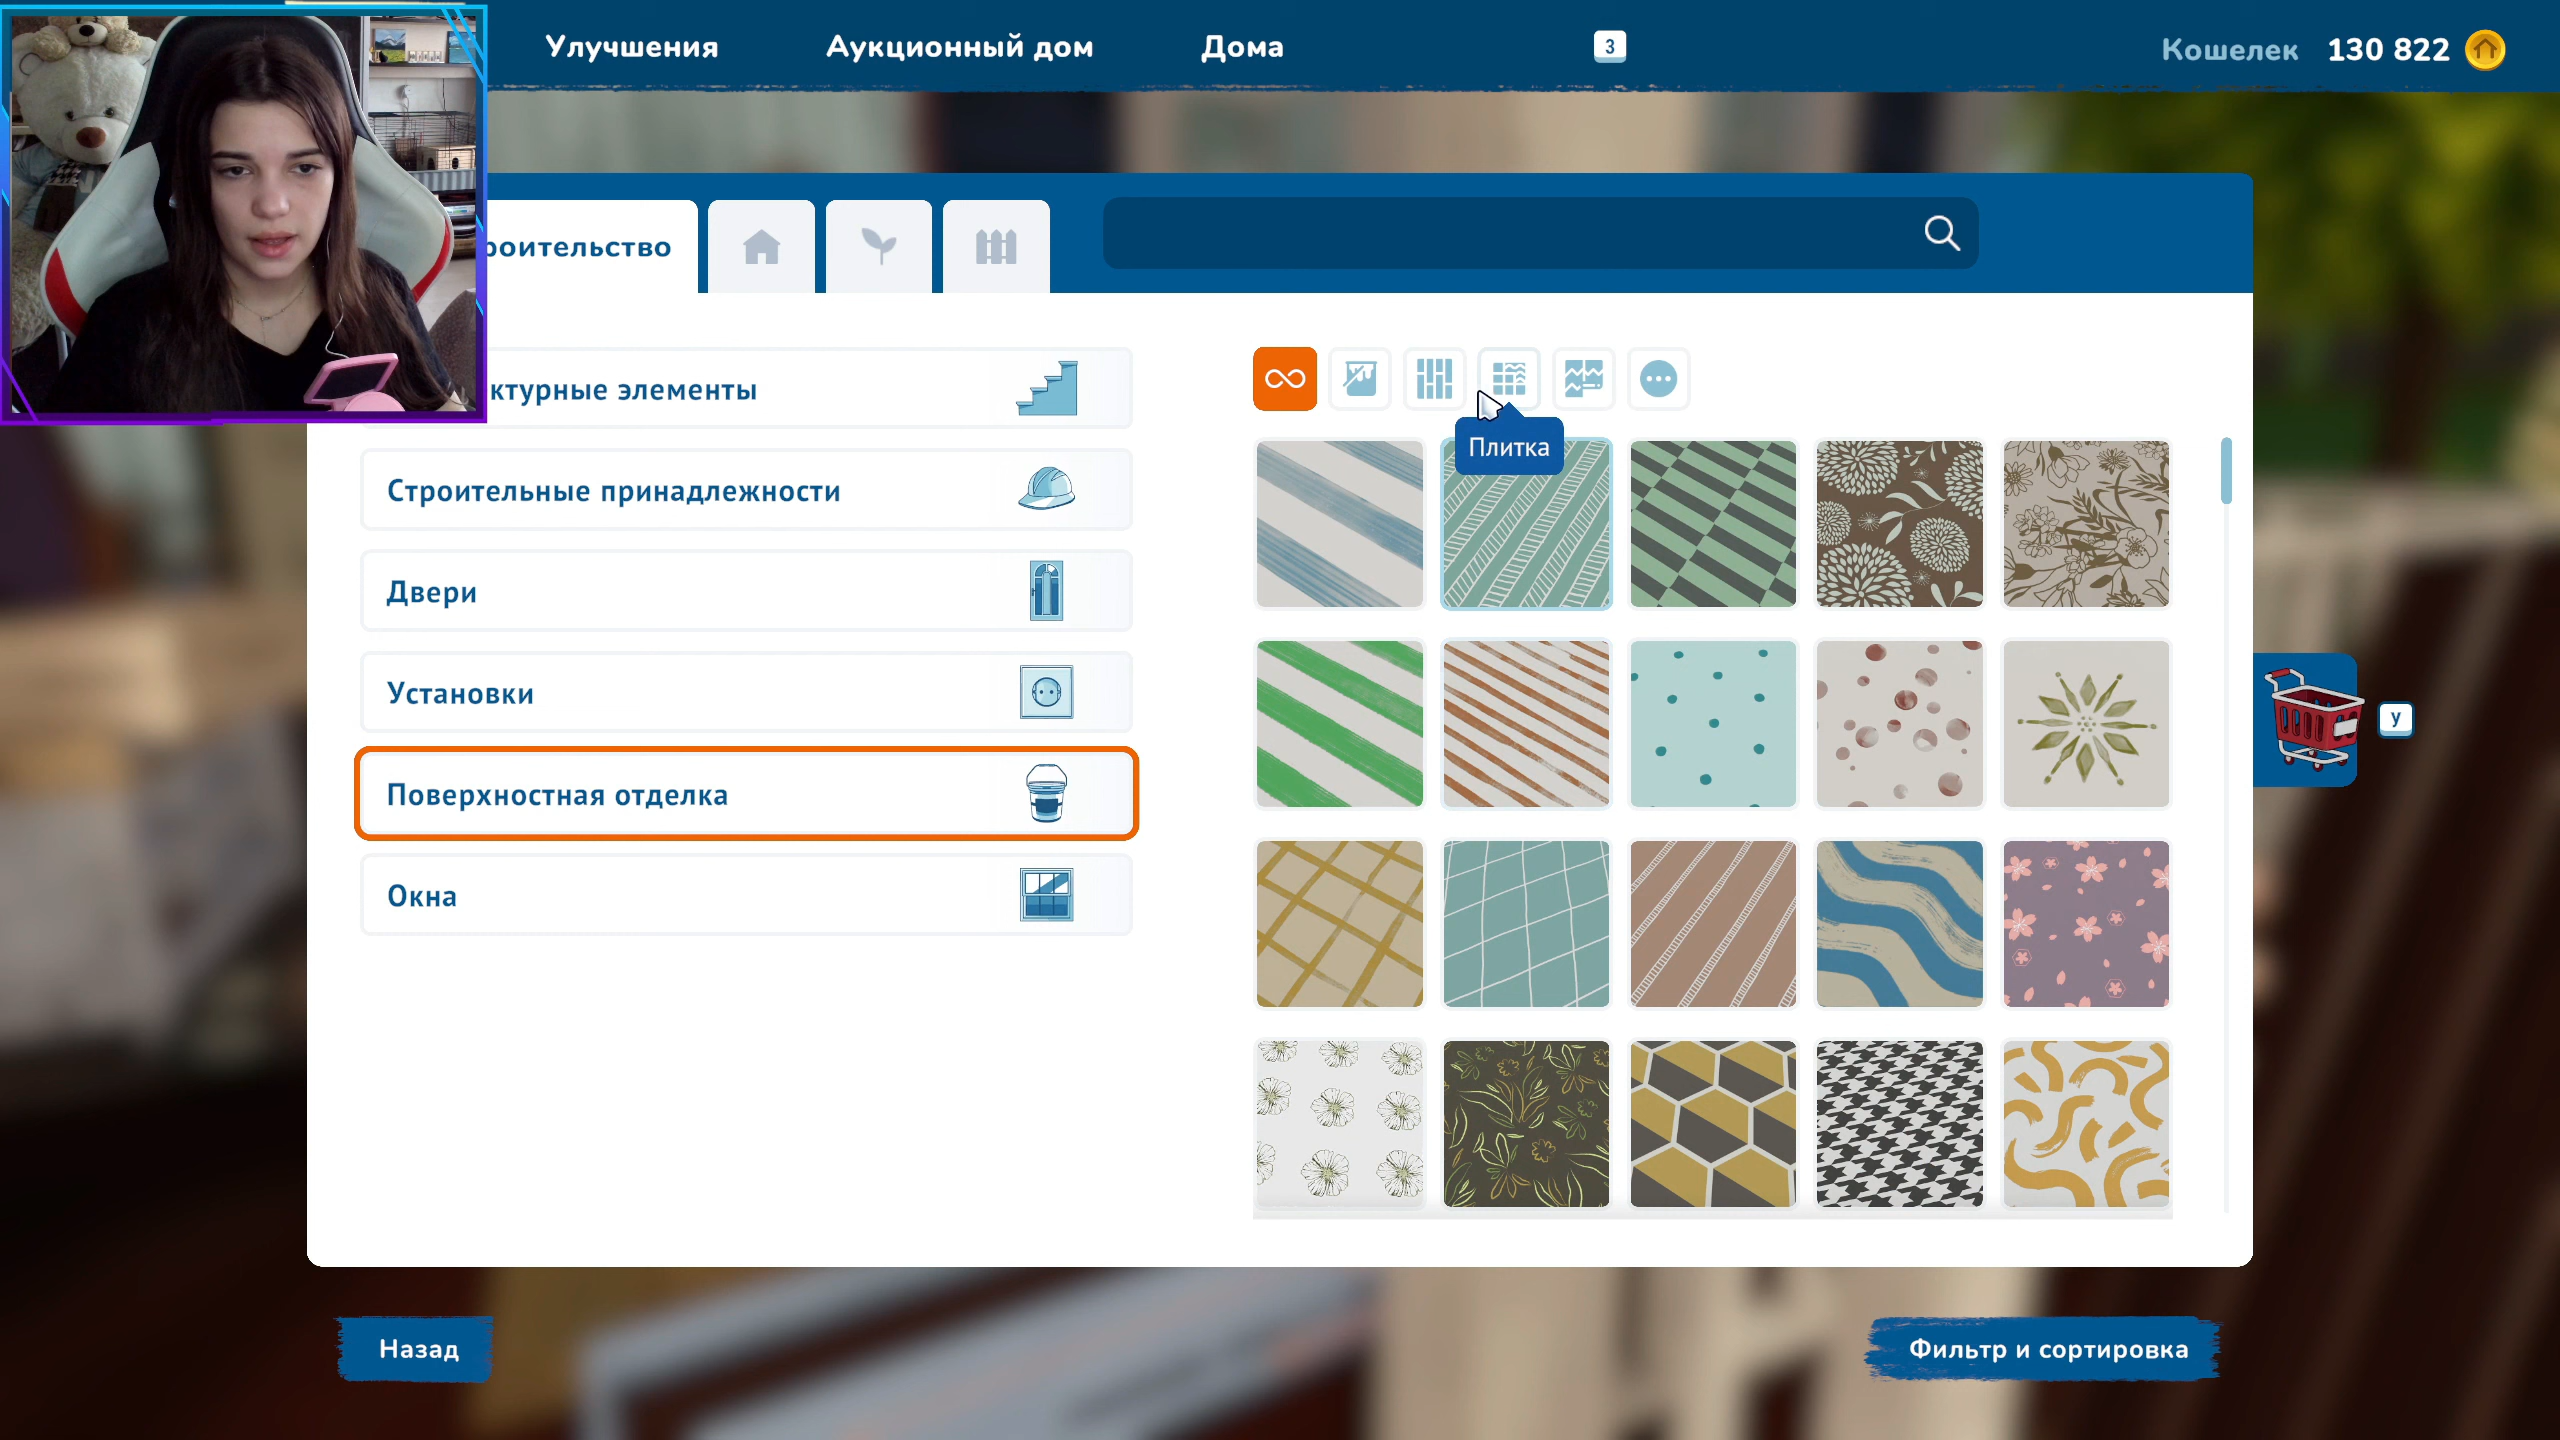 Улучшения
Аукционный дом
Дома
3
Кошелек 130 822
роительство
ктурные элементы
Плитка
Строительные принадлежности
Двери
Установки
Поверхностная отделка
Окна
y
Назад
Фильтр и сортировка